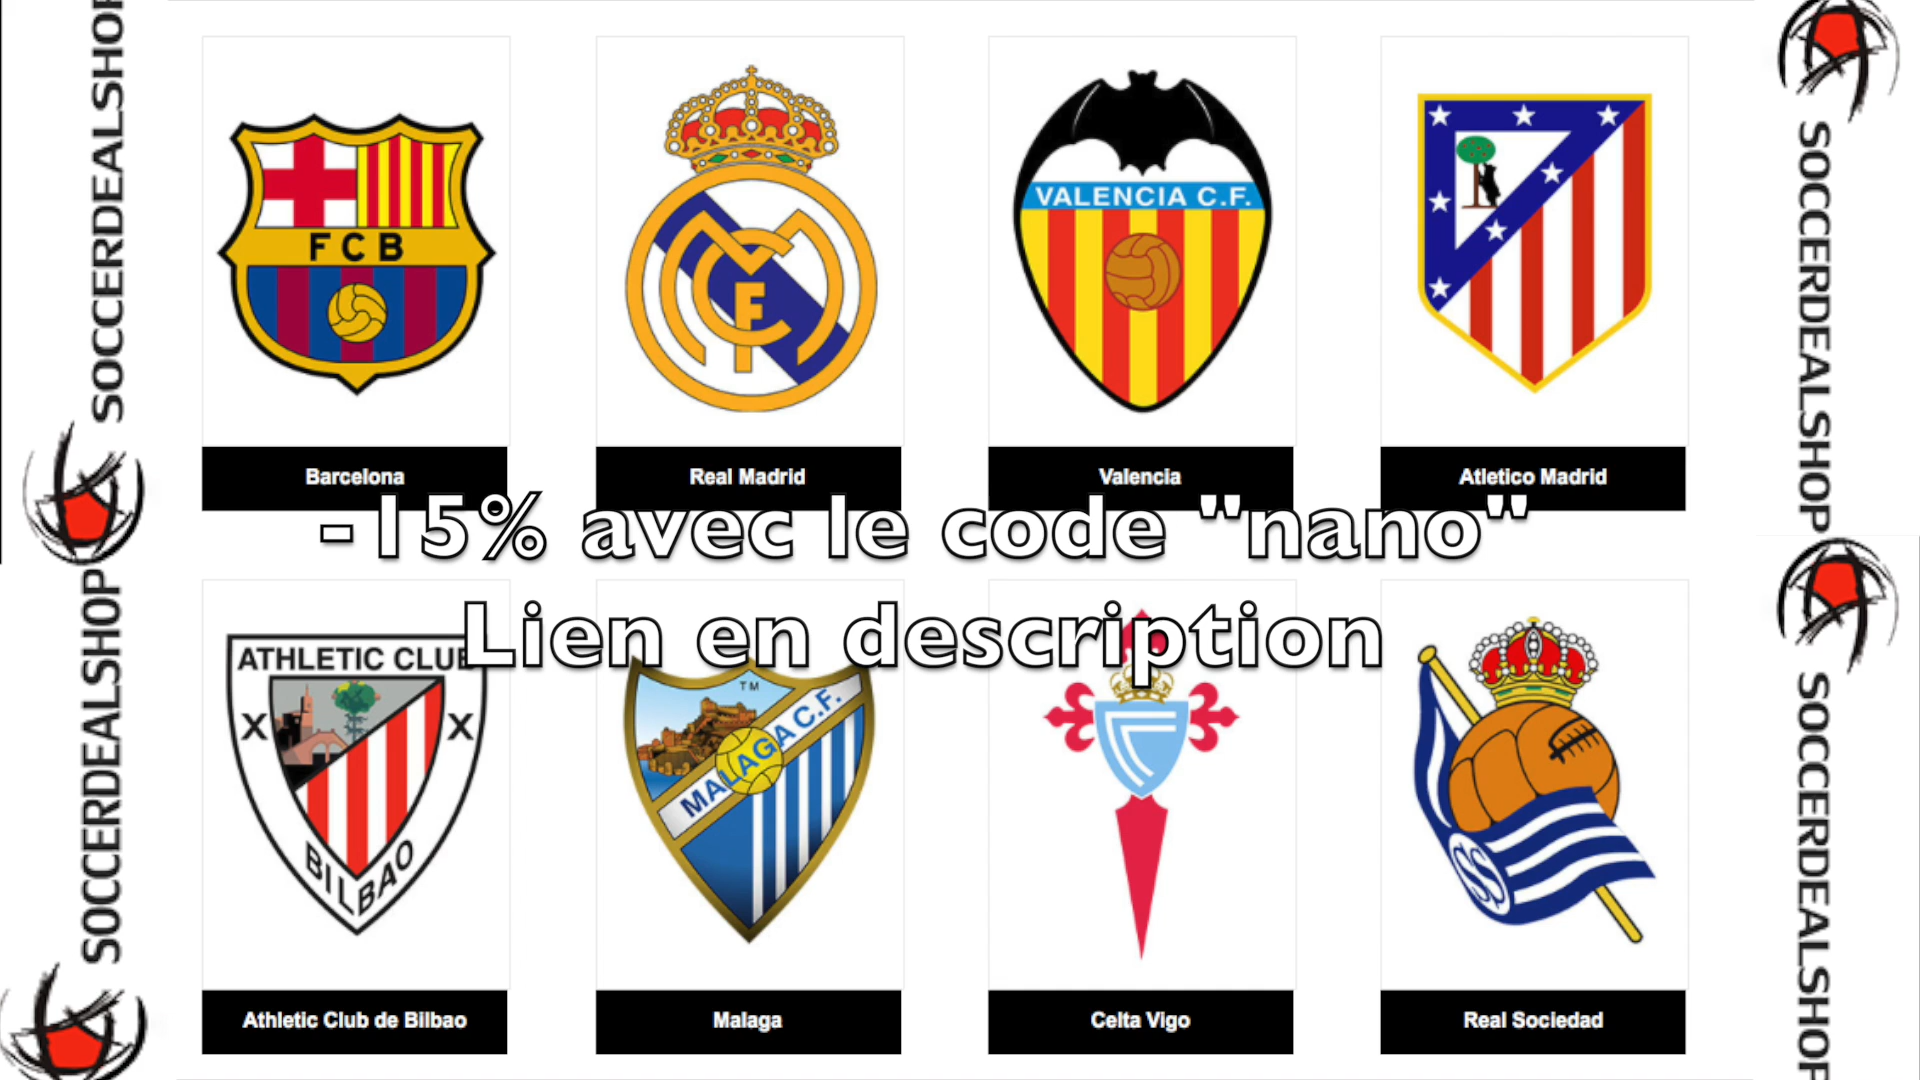 SOCCERDEALSHOP
SOCCERDEALSHOP
FCB
VALENCIA C.F.
Barcelona
Real Madrid
Valencia
Atletico Madrid
-15% avec le code "nano"
Lien en description
SOCCERDEALSHOP
SOCCERDEALSHOP
ATHLETIC CLUB
BILBAO
TM
MALAGA C.F.
Athletic Club de Bilbao
Malaga
Celta Vigo
Real Sociedad